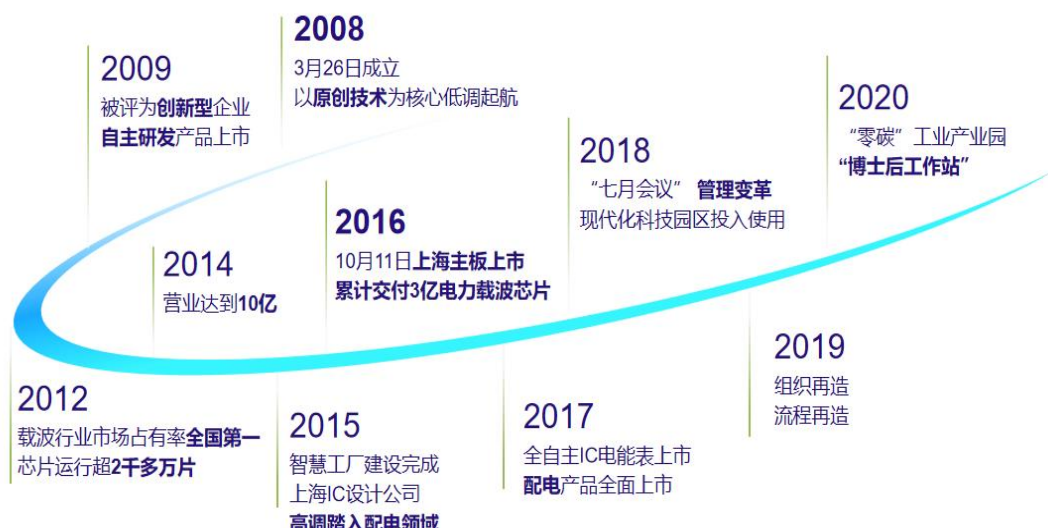 2008
3月26日成立
以原创技术为核心低调起航
2009
被评为创新型企业
自主研发产品上市
2012
载波行业市场占有率全国第一
芯片运行超2千多万片
2014
营业达到10亿
2015
智慧工厂建设完成
上海IC设计公司
高调踏入配电领域
2016
10月11日上海主板上市
累计交付3亿电力载波芯片
2017
全自主IC电能表上市
配电产品全面上市
2018
“七月会议” 管理变革
现代化科技园区投入使用
2019
组织再造
流程再造
2020
“零碳”工业产业园
“博士后工作站”